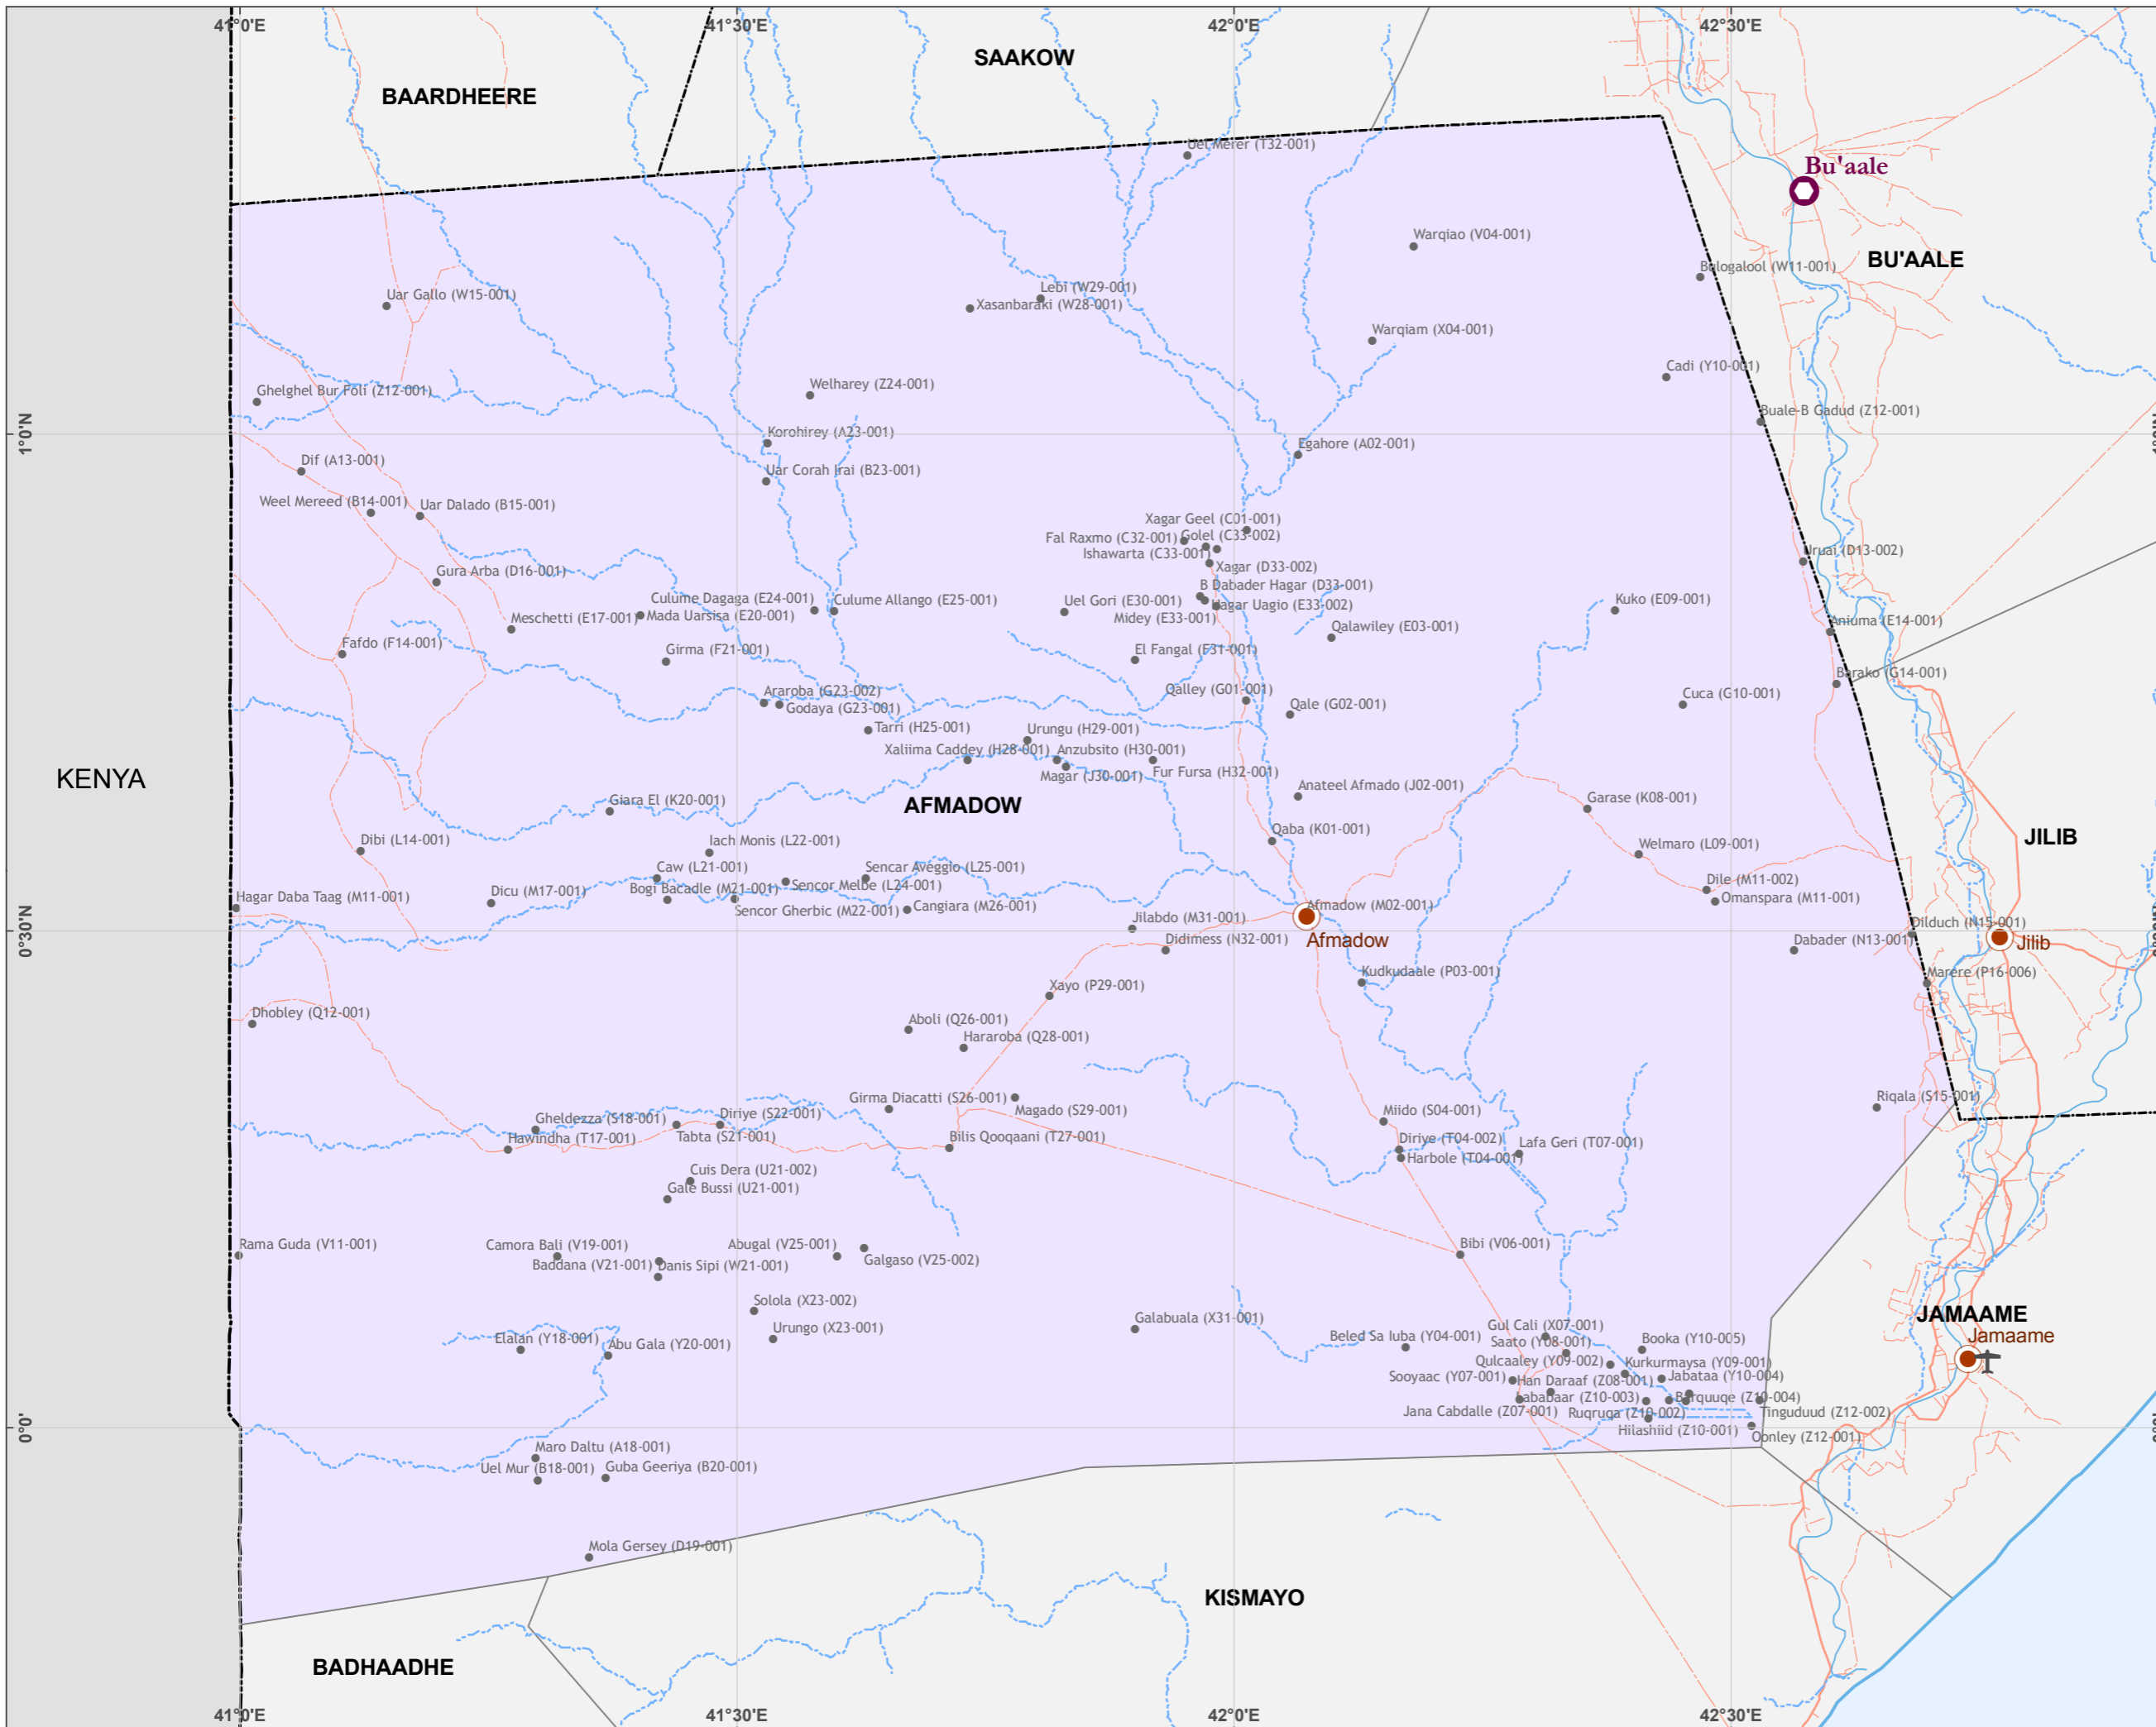 41°0'E
41°30'E
42°0'E
42°30'E
SAAKOW
BAARDHEERE
Uel Merer (T32-001)
Bu'aale
Warqiao (V04-001)
BU'AALE
Bulogalool (W11-001)
Uar Gallo (W15-001)
Lebi (W29-001)
Xasanbaraki (W28-001)
Warqiam (X04-001)
Cadi (Y10-001)
Ghelghel Bur Foli (Z12-001)
Welharey (Z24-001)
Buale-B Gadud (Z12-001)
1°0'N
Korohirey (A23-001)
Egahore (A02-001)
Dif (A13-001)
Uar Corah Jrai (B23-001)
Weel Mereed (B14-001)
Uar Dalado (B15-001)
Xagar Geel (C01-001)
Fal Raxmo (C32-001)
Golel (C33-002)
Ishawarta (C33-001)
Uruai (D13-002)
Xagar (D33-002)
Gura Arba (D16-001)
B Dabader Hagar (D33-001)
Culume Dagaga (E24-001)
Culume Allango (E25-001)
Uel Gori (E30-001)
Hagar Uagio (E33-002)
Kuko (E09-001)
Meschetti (E17-001)
Mada Uarsisa (E20-001)
Midey (E33-001)
Qalawiley (E03-001)
Aniuma (E14-001)
Fafdo (F14-001)
Girma (F21-001)
El Fangal (F31-001)
Barako (G14-001)
Araroba (G23-002)
Qalley (G01-001)
Cuca (G10-001)
Godaya (G23-001)
Qale (G02-001)
Tarri (H25-001)
Urungu (H29-001)
Xaliima Caddey (H28-001)
Anzubsito (H30-001)
Magar (J30-001)
Fur Fursa (H32-001)
KENYA
Anateel Afmado (J02-001)
Giara El (K20-001)
AFMADOW
Garase (K08-001)
Qaba (K01-001)
JILIB
Dibi (L14-001)
Iach Monis (L22-001)
Welmaro (L09-001)
Caw (L21-001)
Sencar Aveggio (L25-001)
Dicu (M17-001)
Bogi Bacadle (M21-001)
Sencor Melbe (L24-001)
Dile (M11-002)
Hagar Daba Taag (M11-001)
Omanspara (M11-001)
Sencor Gherbic (M22-001)
Cangiara (M26-001)
Afmadow (M02-001)
Jilabdo (M31-001)
Dilduch (N15-001)
0°30'N
Didimess (N32-001)
Afmadow
Dabader (N13-001)
Jilib
Kudkudaale (P03-001)
Marere (P16-006)
Xayo (P29-001)
Dhobley (Q12-001)
Aboli (Q26-001)
Hararoba (Q28-001)
Girma Diacatti (S26-001)
Magado (S29-001)
Riqala (S15-001)
Gheldezza (S18-001)
Diriye (S22-001)
Miido (S04-001)
Hawindha (T17-001)
Tabta (S21-001)
Bilis Qooqaani (T27-001)
Diriye (T04-002)
Lafa Geri (T07-001)
Harbole (T04-001)
Cuis Dera (U21-002)
Gale Bussi (U21-001)
Rama Guda (V11-001)
Camora Bali (V19-001)
Abugal (V25-001)
Bibi (V06-001)
Baddana (V21-001)
Danis Sipi (W21-001)
Galgaso (V25-002)
Solola (X23-002)
JAMAAME
Galabuala (X31-001)
Urungo (X23-001)
Gul Cali (X07-001)
Jamaame
Elalan (Y18-001)
Abu Gala (Y20-001)
Beled Sa Iuba (Y04-001)
Saato (Y08-001)
Booka (Y10-005)
Qulcaaley (Y09-002)
Kurkurmaysa (Y09-001)
Sooyaac (Y07-001)
Han Daraaf (Z08-001)
Jabataa (Y10-004)
Lababaar (Z10-003)
Barquuqe (Z10-004)
Jana Cabdalle (Z07-001)
Ruqruqa (Z10-002)
Tinguduud (Z12-002)
0°0'
Hilashiid (Z10-001)
Oonley (Z12-001)
Maro Daltu (A18-001)
Uel Mur (B18-001)
Guba Geeriya (B20-001)
Mola Gersey (D19-001)
KISMAYO
BADHAADHE
41°0'E
41°30'E
42°0'E
42°30'E